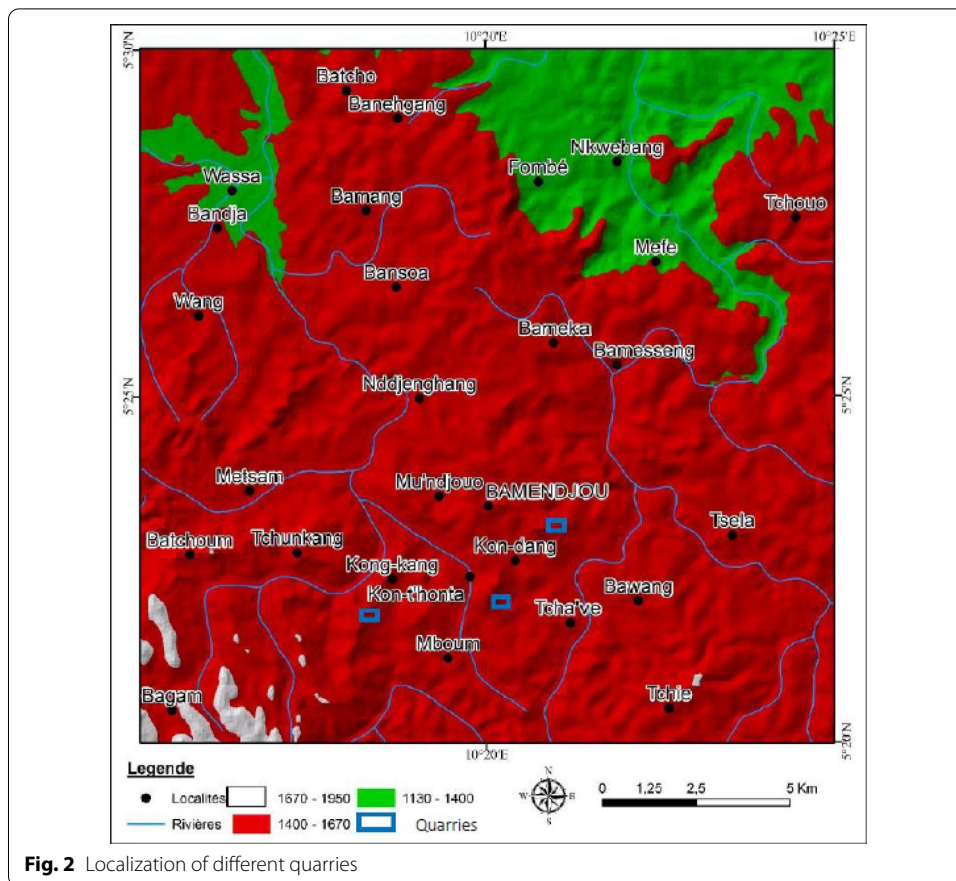 10°20'E 10°25'E
5°30'N
Batcho
Banehgang
Nkwebang
Fombé
Wassa
Tchouo
Bamang
Bandja
Mefe
Bansoa
Wang
Bameka
Bamesseng
5°25'N 5°25'N
Nddjenghang
Metsam
Mu'ndjouo
BAMENDJOU
Tsela
Batchoum
Tchunkang
Kon-dang
Kong-kang
Kon-t'honta
Bawang
Tcha've
Mboum
Bagam
Tchie
5°20'N
10°20'E
Legende
Localités 1670 - 1950 1130 - 1400
Rivières 1400 - 1670 Quarries
N
W E
S
0 1,25 2,5 5 Km
Fig. 2 Localization of different quarries